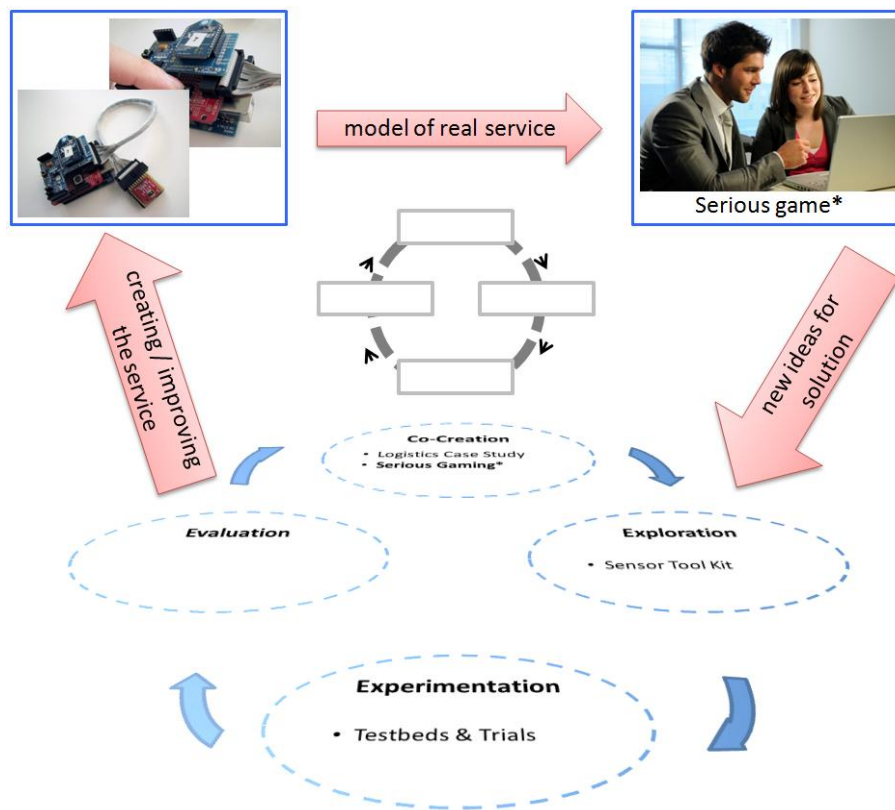 model of real service
Serious game*
creating / improving
the service
new ideas for
solution
Co-Creation
• Logistics Case Study
• Serious Gaming*
Evaluation
Exploration
• Sensor Tool Kit
Experimentation
• Testbeds & Trials